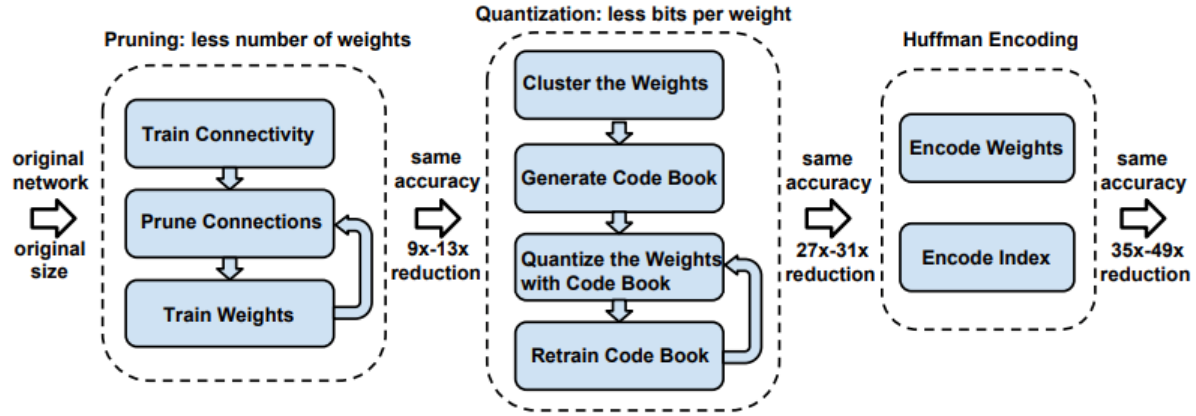 Pruning: less number of weights
Train Connectivity
Prune Connections
Train Weights
original
network
original
size
same
accuracy
9x-13x
reduction
Quantization: less bits per weight
Cluster the Weights
Generate Code Book
Quantize the Weights
with Code Book
Retrain Code Book
same
accuracy
27x-31x
reduction
Huffman Encoding
Encode Weights
Encode Index
same
accuracy
35x-49x
reduction